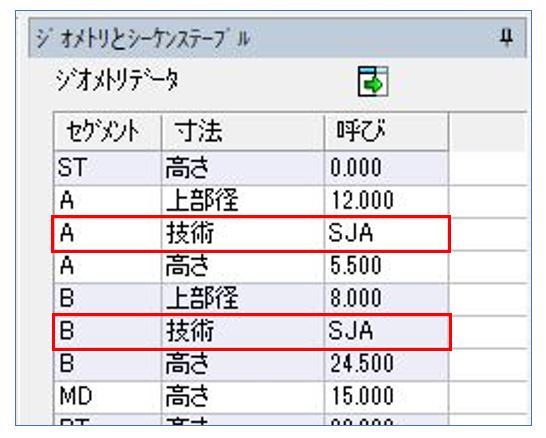 ジオメトリとシーケンステーブル
ジオメトリデータ
セグメント 寸法 呼び
ST 高さ 0.000
A 上部径 12.000
A 技術 SJA
A 高さ 5.500
B 上部径 8.000
B 技術 SJA
B 高さ 24.500
MD 高さ 15.000